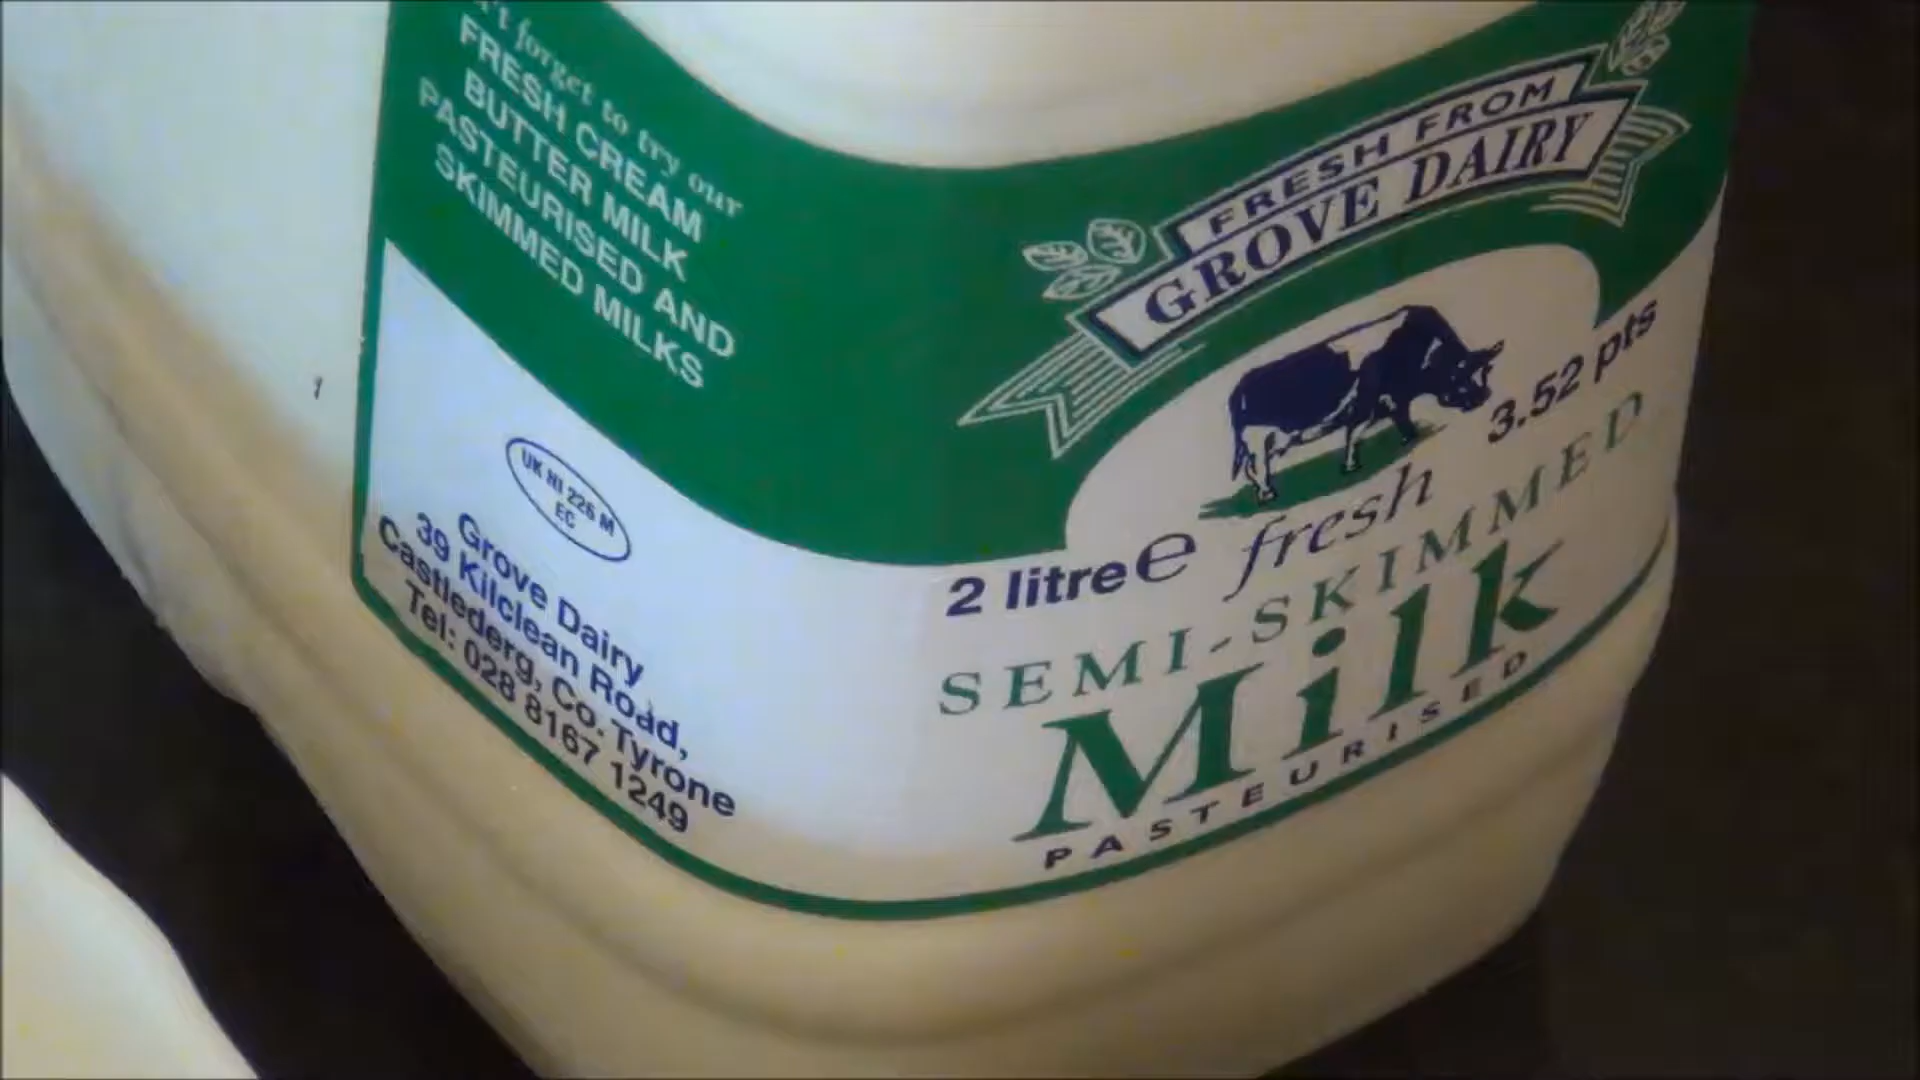 forget to try our
FRESH CREAM
BUTTER MILK
PASTEURISED AND
SKIMMED MILKS
UK NI 226 M
EC
Grove Dairy
39 Kilclean Road,
Castlederg, Co. Tyrone
Tel: 028 8167 1249
FRESH FROM
GROVE DAIRY
2 litre e fresh 3.52 pts
SEMI-SKIMMED
Milk
PASTEURISED